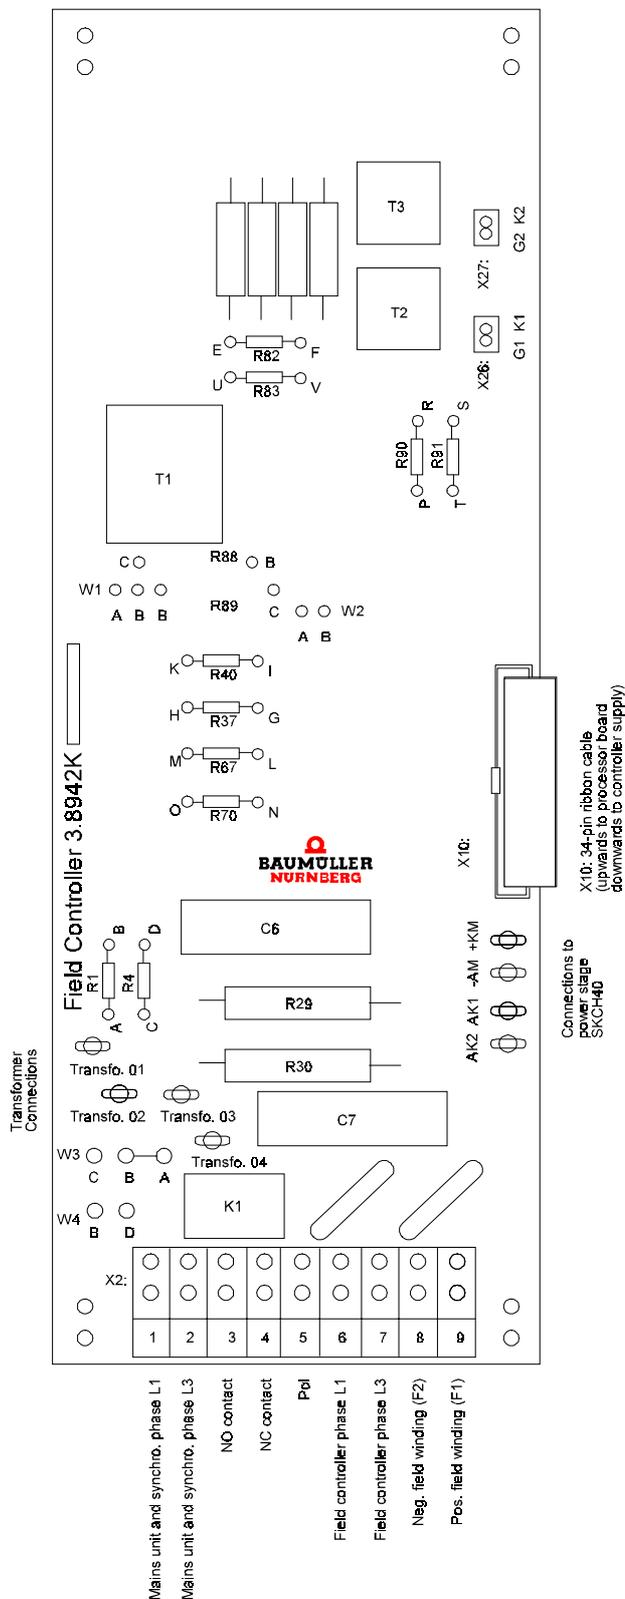 T3
G2 K2
X27:
T2
G1 K1
X26:
E
R82
F
U
R83
V
R
S
R90
R91
P
T
T1
C
R88
B
W1
A
B
B
R89
C
W2
A
B
K
R40
I
H
R37
G
M
R67
L
O
R70
N
Field Controller 3.8942K
X10:
X10: 34-pin ribbon cable
(upwards to processor board
downwards to controller supply)
BAUMÜLLER
NÜRNBERG
C6
B
D
R1
R4
A
C
R29
AK2 AK1 -AM +KM
Connections to
power stage
SKCH40
Transformer
Connections
Transfo. 01
R30
Transfo. 02
Transfo. 03
C7
Transfo. 04
W3
C
B
A
W4
B
D
K1
X2:
1 2 3 4 5 6 7 8 9
Mains unit and synchro. phase L1
Mains unit and synchro. phase L3
NO contact
NC contact
Pol
Field controller phase L1
Field controller phase L3
Neg. field winding (F2)
Pos. field winding (F1)